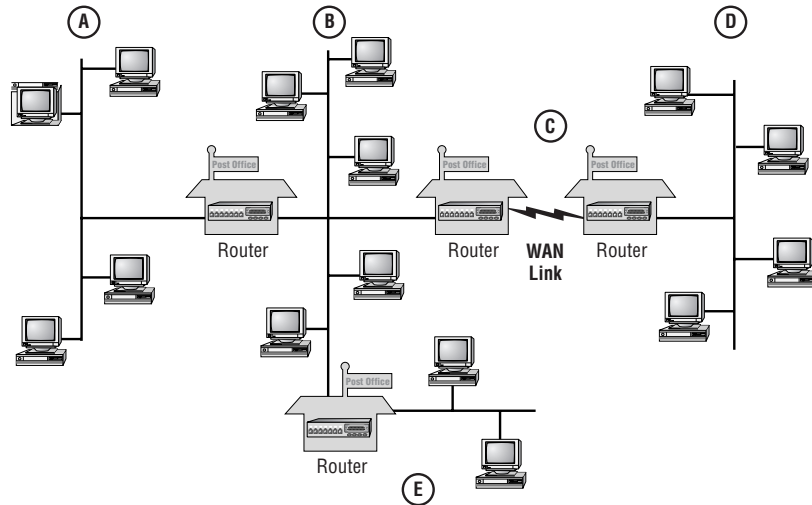 A
B
D
C
Post Office
Post Office
Post Office
Router
Router
WAN
Link
Router
Post Office
Router
E